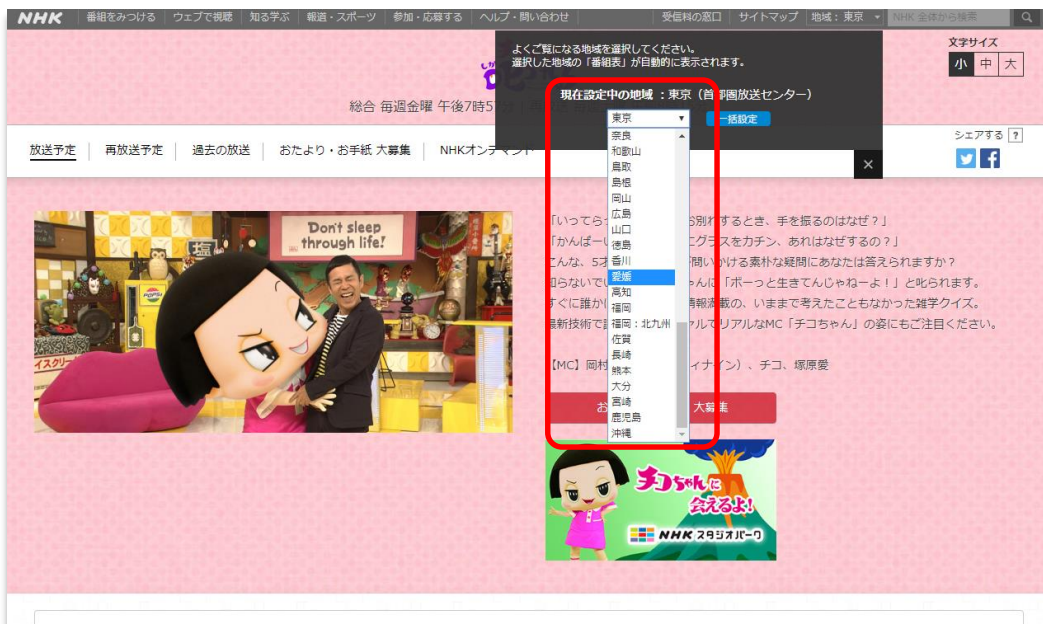 NHK 番組をみつける ウェブで視聴 知る学ぶ 報道・スポーツ 参加・応募する ヘルプ・問い合わせ 受信料の窓口 サイトマップ 地域：東京 NHK 全体から検索
よくご覧になる地域を選択してください。
選択した地域の「番組表」が自動的に表示されます。
文字サイズ
小 中 大
現在設定中の地域 ：東京（首都圏放送センター）
総合 毎週金曜 午後7時5
東京 一括設定
放送予定 再放送予定 過去の放送 おたより・お手紙 大募集 NHKオンデマンド
シェアする ?
×
奈良
和歌山
鳥取
島根
岡山
広島
山口
徳島
香川
愛媛
高知
福岡
福岡：北九州
佐賀
長崎
熊本
大分
宮崎
鹿児島
沖縄
Don't sleep
through life!
塩
PEPSI
「いってら お別れするとき、手を振るのはなぜ？」
「かんぱーい にグラスをカチン、あれはなぜするの？」
こんな、5才 問いかける素朴な疑問にあなたは答えられますか？
知らないでい ゃんに「ボーっと生きてんじゃねーよ！」と叱られます。
すぐに誰か 情報満載の、いままで考えたこともなかった雑学クイズ。
最新技術で ルでリアルなMC「チコちゃん」の姿にもご注目ください。
【MC】岡村 ィナイン）、チコ、塚原愛
お 大募集
チコちゃんに
会えるよ!
NHK スタジオパーク